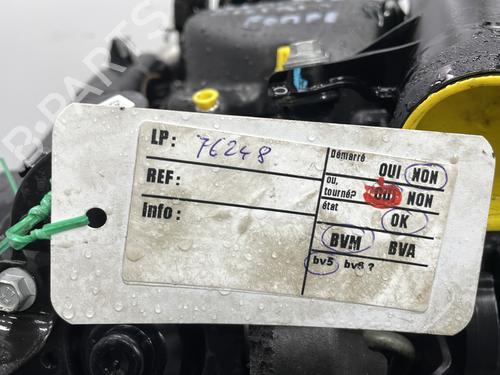 LP: 76248
REF:
Info:
Démarré
OUI NON
ou,
tourné? OUI NON
état
OK
BVM BVA
bv5 bv6 ?
B-PARTS